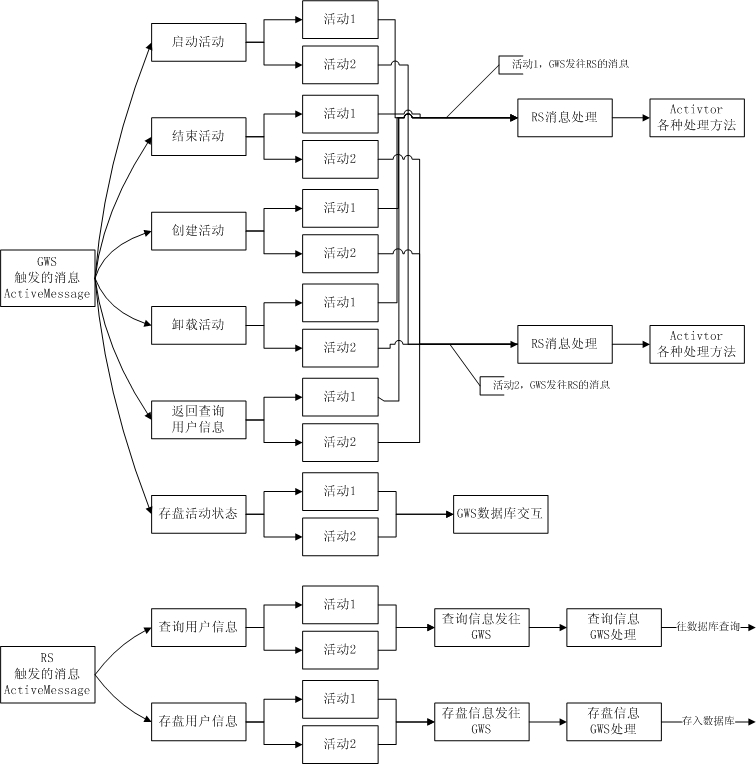 启动活动
活动1
活动2
活动1，GWS发往RS的消息
结束活动
活动1
活动2
RS消息处理
Activtor
各种处理方法
创建活动
活动1
活动2
GWS
触发的消息
ActiveMessage
卸载活动
活动1
活动2
RS消息处理
Activtor
各种处理方法
活动2，GWS发往RS的消息
返回查询
用户信息
活动1
活动2
存盘活动状态
活动1
活动2
GWS数据库交互
RS
触发的消息
ActiveMessage
查询用户信息
活动1
活动2
查询信息发往
GWS
查询信息
GWS处理
往数据库查询
存盘用户信息
活动1
活动2
存盘信息发往
GWS
存盘信息
GWS处理
存入数据库